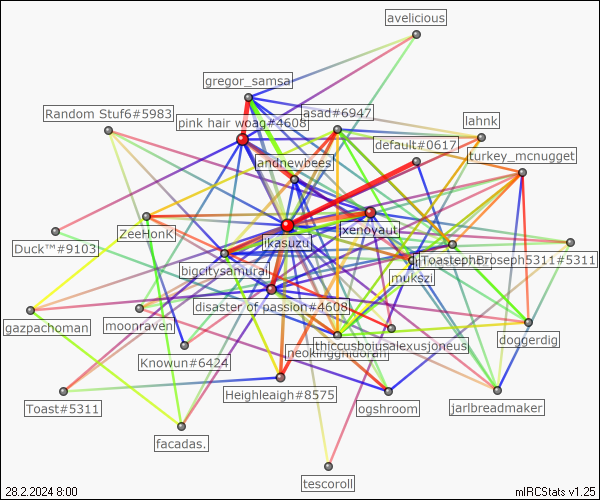 avelicious
gregor_samsa
Random Stuf6#5983
asad#6947
pink hair woag#4608
lahnk
default#0617
andnewbees
turkey_mcnugget
jxenoyaut
ZeeHonK
ikasuzu
Duck™#9103
ToastephBroseph5311#5311
bigcitysamurai
mukszi
disaster of passion#4608
moonraven
gazpachoman
doggerdig
thiccusboiusalexusjoneus
neokingghidorah
Knowun#6424
Heighleaigh#8575
Toast#5311
ogshroom
jarlbreadmaker
facadas.
tescoroll
28.2.2024 8:00
mIRCStats v1.25